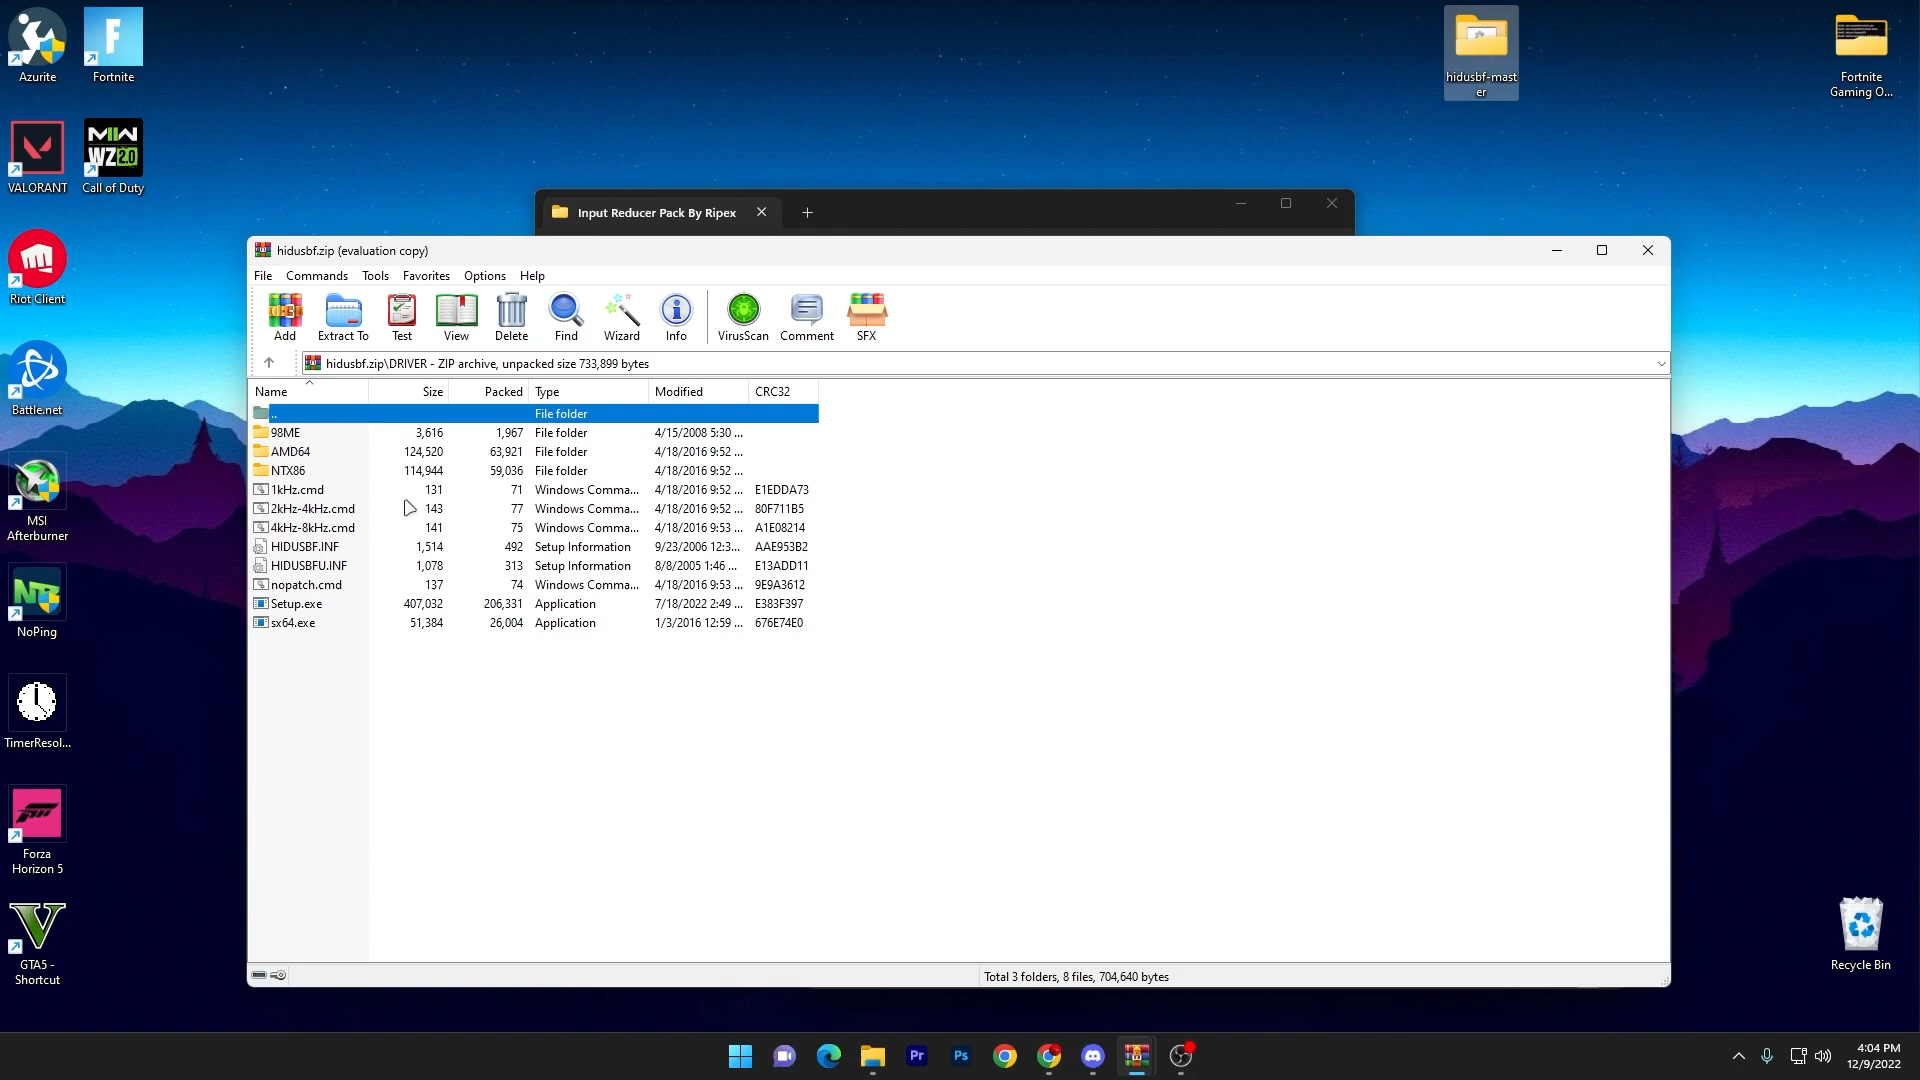 Azurite
Fortnite
VALORANT
MW
WZ2.0
Call of Duty
Riot Client
Battle.net
MSI
Afterburner
NoPing
TimerResol...
Forza
Horizon 5
GTA5 -
Shortcut
hidusbf-mast
er
Fortnite
Gaming O...
Recycle Bin
Input Reducer Pack By Ripex
hidusbf.zip (evaluation copy)
File Commands Tools Favorites Options Help
Add Extract To Test View Delete Find Wizard Info VirusScan Comment SFX
hidusbf.zip\DRIVER - ZIP archive, unpacked size 733,899 bytes
Name Size Packed Type Modified CRC32
.. File folder
98ME 3,616 1,967 File folder 4/15/2008 5:30 ...
AMD64 124,520 63,921 File folder 4/18/2016 9:52 ...
NTX86 114,944 59,036 File folder 4/18/2016 9:52 ...
1kHz.cmd 131 71 Windows Comma... 4/18/2016 9:52 ... E1EDDA73
2kHz-4kHz.cmd 143 77 Windows Comma... 4/18/2016 9:52 ... 80F711B5
4kHz-8kHz.cmd 141 75 Windows Comma... 4/18/2016 9:53 ... A1E08214
HIDUSBF.INF 1,514 492 Setup Information 9/23/2006 12:3... AAE953B2
HIDUSBFU.INF 1,078 313 Setup Information 8/8/2005 1:46 ... E13ADD11
nopatch.cmd 137 74 Windows Comma... 4/18/2016 9:53 ... 9E9A3612
Setup.exe 407,032 206,331 Application 7/18/2022 2:49 ... E383F397
sx64.exe 51,384 26,004 Application 1/3/2016 12:59 ... 676E74E0
Total 3 folders, 8 files, 704,640 bytes
Pr
Ps
4:04 PM
12/9/2022